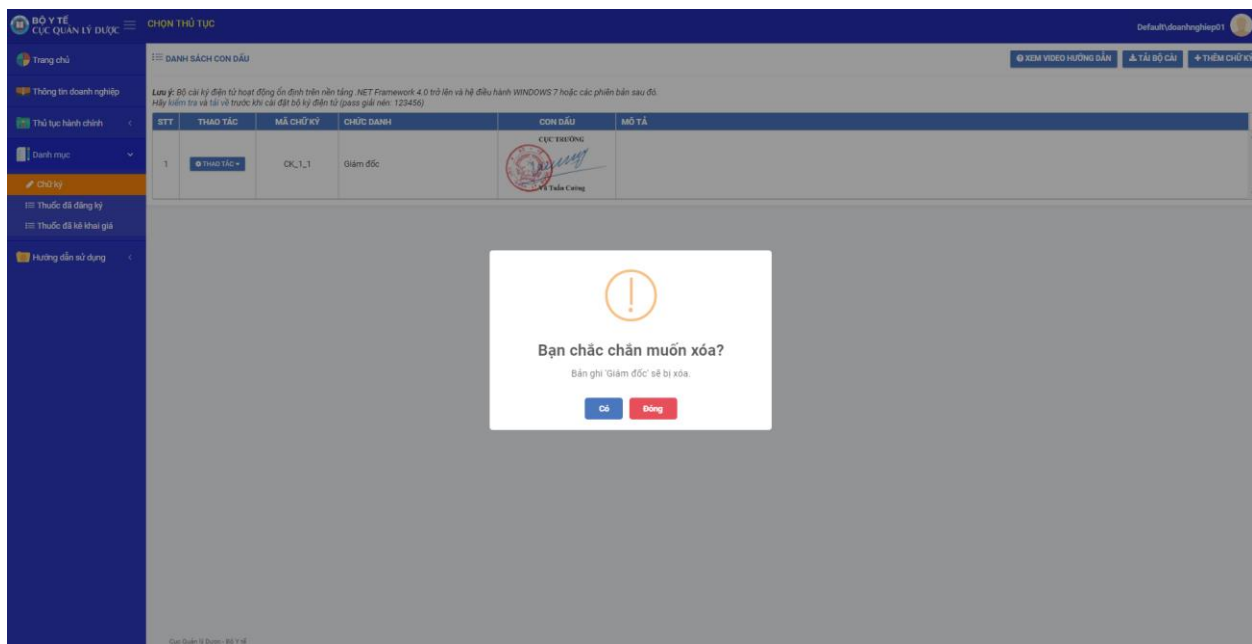 BỘ Y TẾ
CỤC QUẢN LÝ DƯỢC
CHỌN THỦ TỤC
Default\doanhnghiep01
Trang chủ
Thông tin doanh nghiệp
Thủ tục hành chính
Danh mục
Chữ ký
Thuốc đã đăng ký
Thuốc đã kê khai giá
Hướng dẫn sử dụng
DANH SÁCH CON DẤU
XEM VIDEO HƯỚNG DẪN
TẢI BỘ CÀI
THÊM CHỮ KÝ
Lưu ý: Bộ cài ký điện tử hoạt động ổn định trên nền tảng .NET Framework 4.0 trở lên và hệ điều hành WINDOWS 7 hoặc các phiên bản sau đó.
Hãy kiểm tra và tải về trước khi cài đặt bộ ký điện tử (pass giải nén: 123456)
STT THAO TÁC MÃ CHỮ KÝ CHỨC DANH CON DẤU MÔ TẢ
CỤC TRƯỞNG
1 THAO TÁC CK_1_1 Giám đốc
Vũ Tuấn Cường
Bạn chắc chắn muốn xóa?
Bản ghi 'Giám đốc' sẽ bị xóa.
Có
Đóng
Cục Quản lý Dược - Bộ Y tế